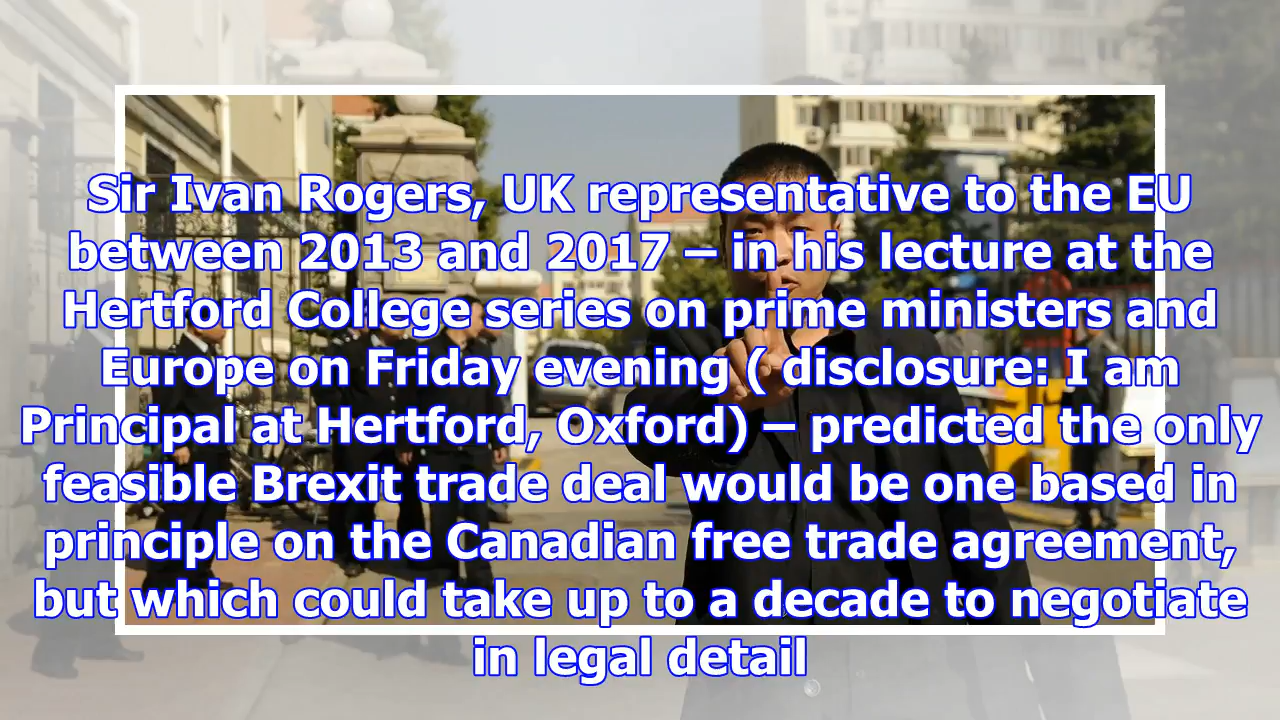 Sir Ivan Rogers, UK representative to the EU
between 2013 and 2017 – in his lecture at the
Hertford College series on prime ministers and
Europe on Friday evening ( disclosure: I am
Principal at Hertford, Oxford) – predicted the only
feasible Brexit trade deal would be one based in
principle on the Canadian free trade agreement,
but which could take up to a decade to negotiate
in legal detail